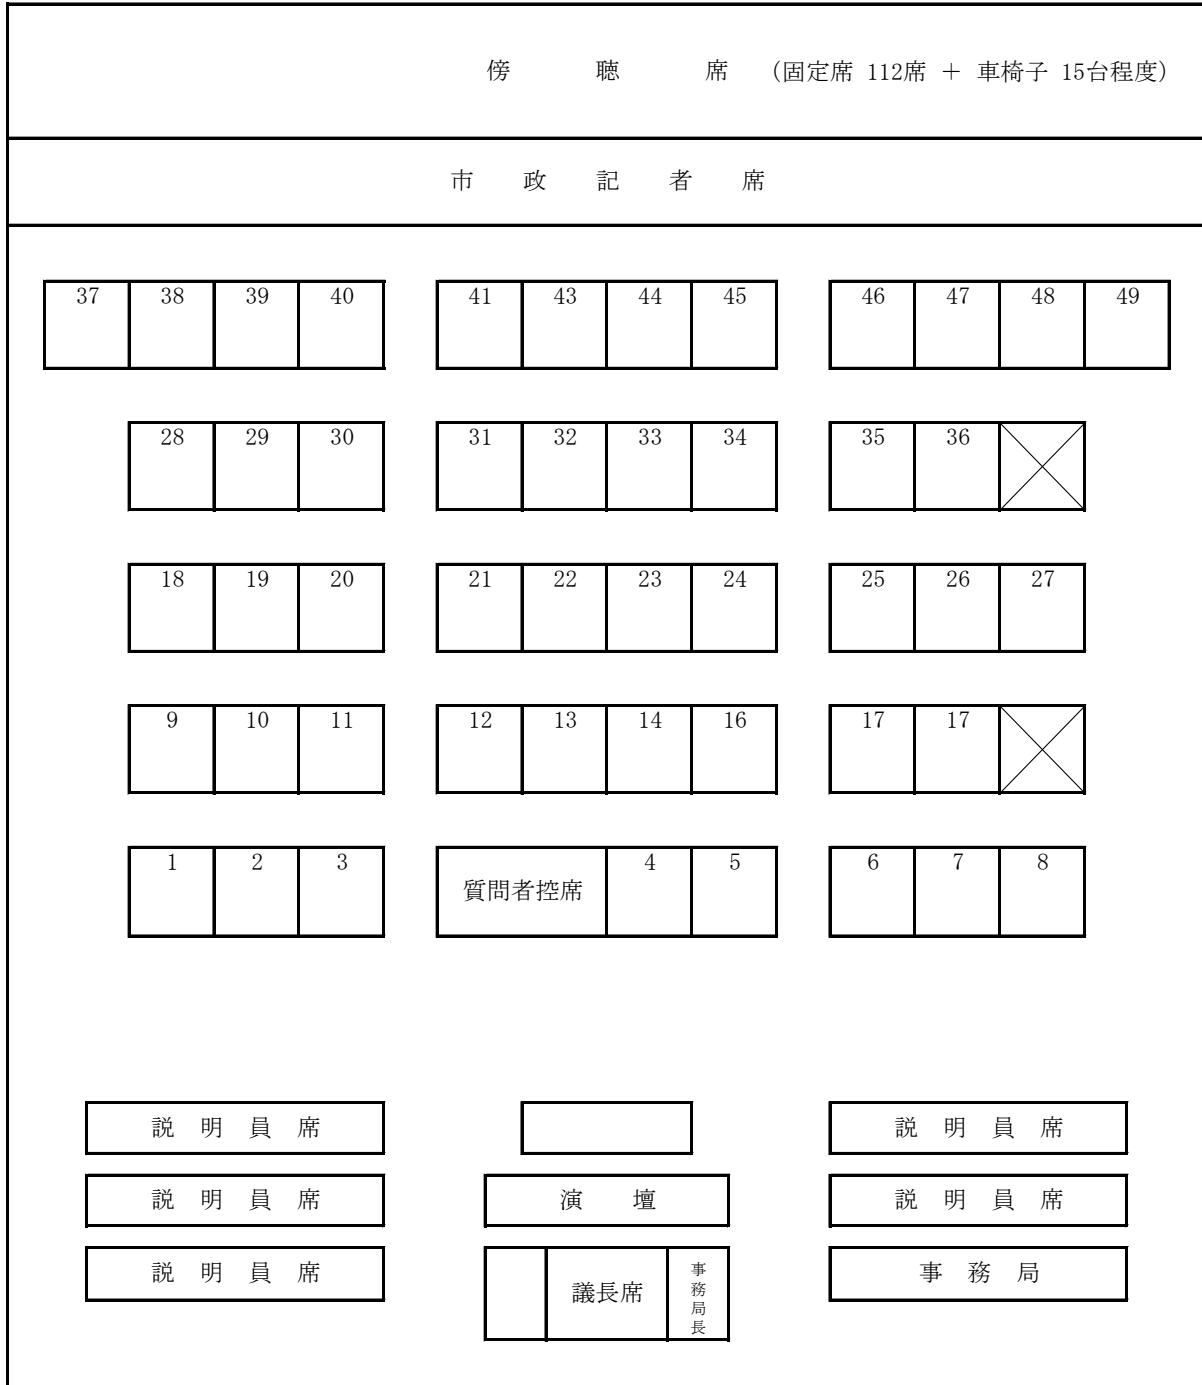 傍 聴 席 (固定席 112席 + 車椅子 15台程度)
市 政 記 者 席
37 38 39 40 41 43 44 45 46 47 48 49
28 29 30 31 32 33 34 35 36
18 19 20 21 22 23 24 25 26 27
9 10 11 12 13 14 16 17 17
1 2 3 質問者控席 4 5 6 7 8
説 明 員 席 説 明 員 席
説 明 員 席 演 壇 説 明 員 席
説 明 員 席 議長席 事務局長 事 務 局